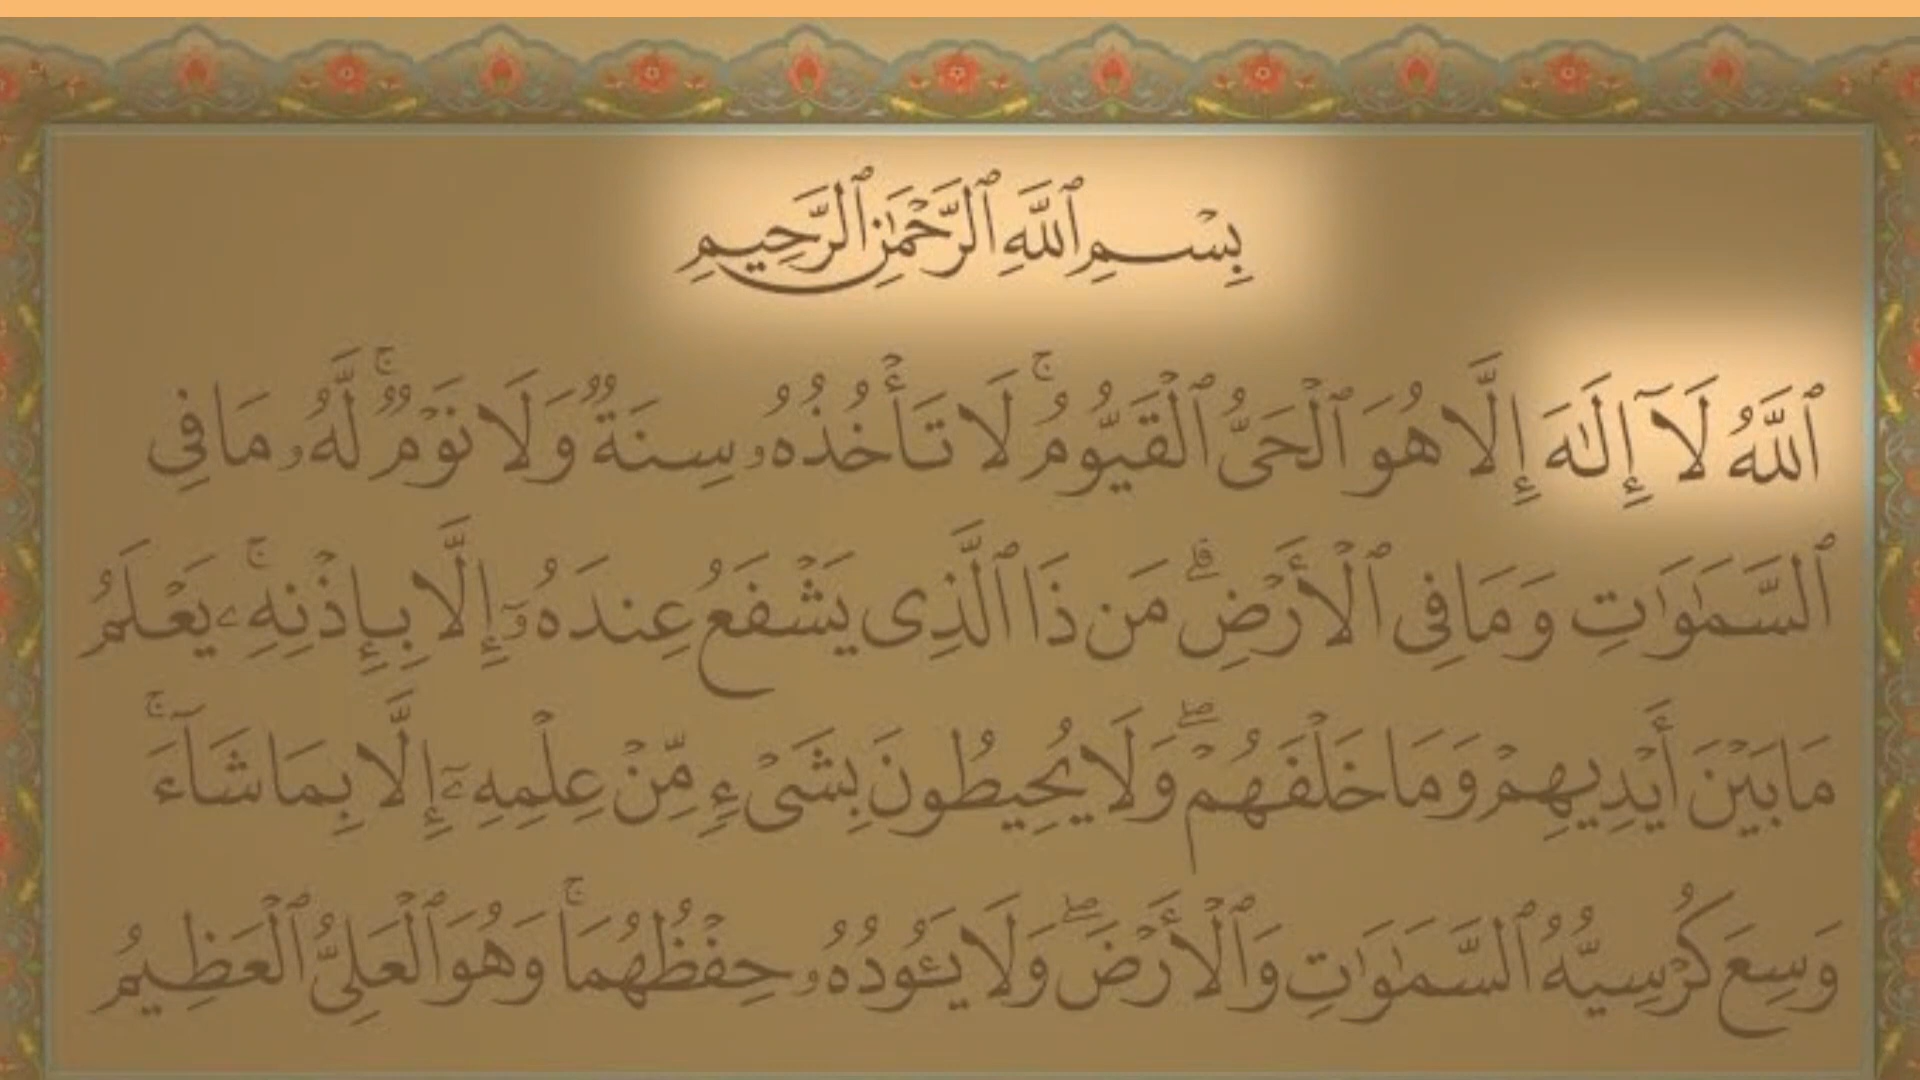 بِسْمِ ٱللَّهِ ٱلرَّحْمَٰنِ ٱلرَّحِيمِ
ٱللَّهُ لَآ إِلَٰهَ إِلَّا هُوَ ٱلْحَىُّ ٱلْقَيُّومُ ۚ لَا تَأْخُذُهُۥ سِنَةٌ وَلَا نَوْمٌ ۚ لَّهُۥ مَا فِى
ٱلسَّمَٰوَٰتِ وَمَا فِى ٱلْأَرْضِ ۗ مَن ذَا ٱلَّذِى يَشْفَعُ عِندَهُۥٓ إِلَّا بِإِذْنِهِۦ ۚ يَعْلَمُ
مَا بَيْنَ أَيْدِيهِمْ وَمَا خَلْفَهُمْ ۖ وَلَا يُحِيطُونَ بِشَىْءٍ مِّنْ عِلْمِهِۦٓ إِلَّا بِمَا شَآءَ ۚ
وَسِعَ كُرْسِيُّهُ ٱلسَّمَٰوَٰتِ وَٱلْأَرْضَ ۖ وَلَا يَـُٔودُهُۥ حِفْظُهُمَا ۚ وَهُوَ ٱلْعَلِىُّ ٱلْعَظِيمُ